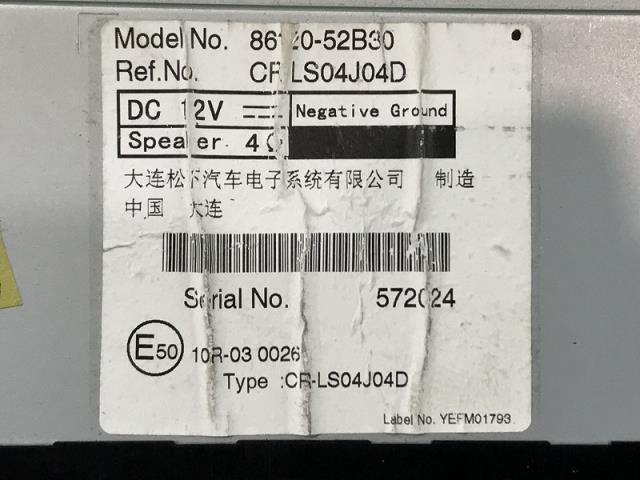 Model No. 86120-52B30
Ref.No. CR-LS04J04D
DC 12V Negative Ground
Speaker 4Ω
大连松下汽车电子系统有限公司 制造
中国 大连
Serial No. 572024
E50 10R-03 0026
Type :CR-LS04J04D
Label No. YEFM01793